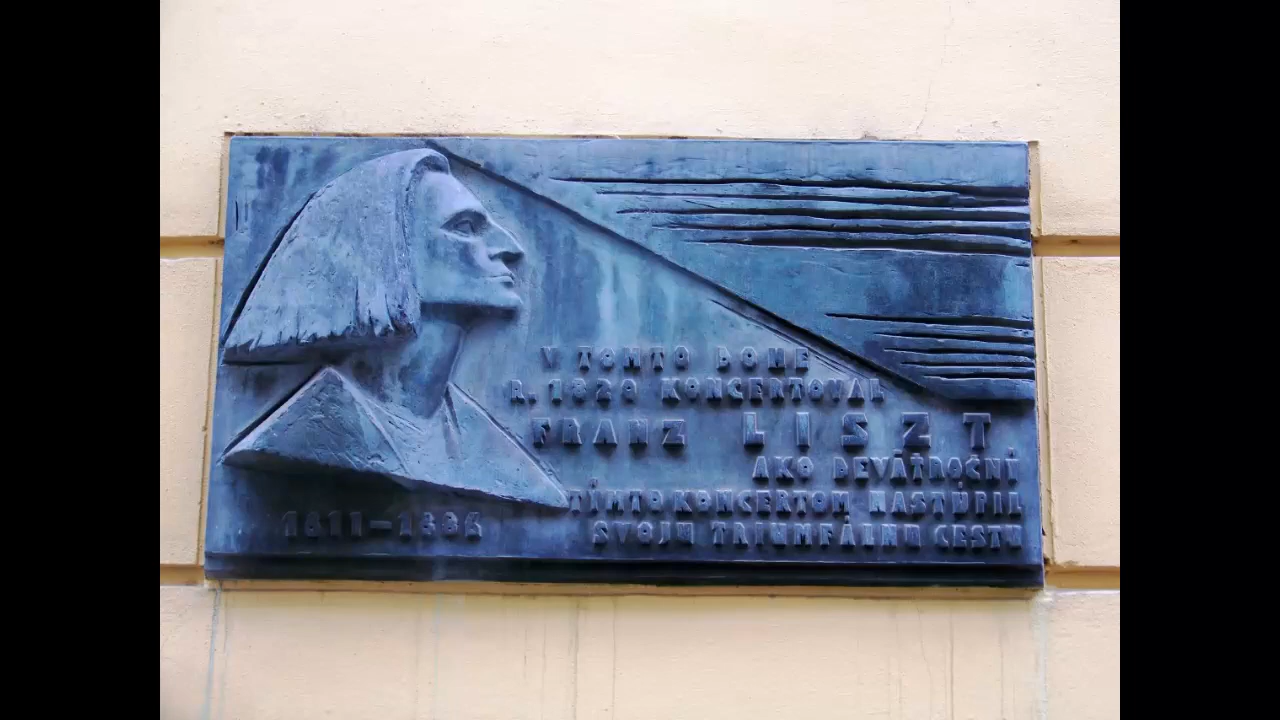 V TOMTO DOME
R. 1820 KONCERTOVAL
FRANZ LISZT
AKO DEVÄŤROČNÝ
TÝMTO KONCERTOM NASTÚPIL
SVOJU TRIUMFÁLNU CESTU
1811-1886